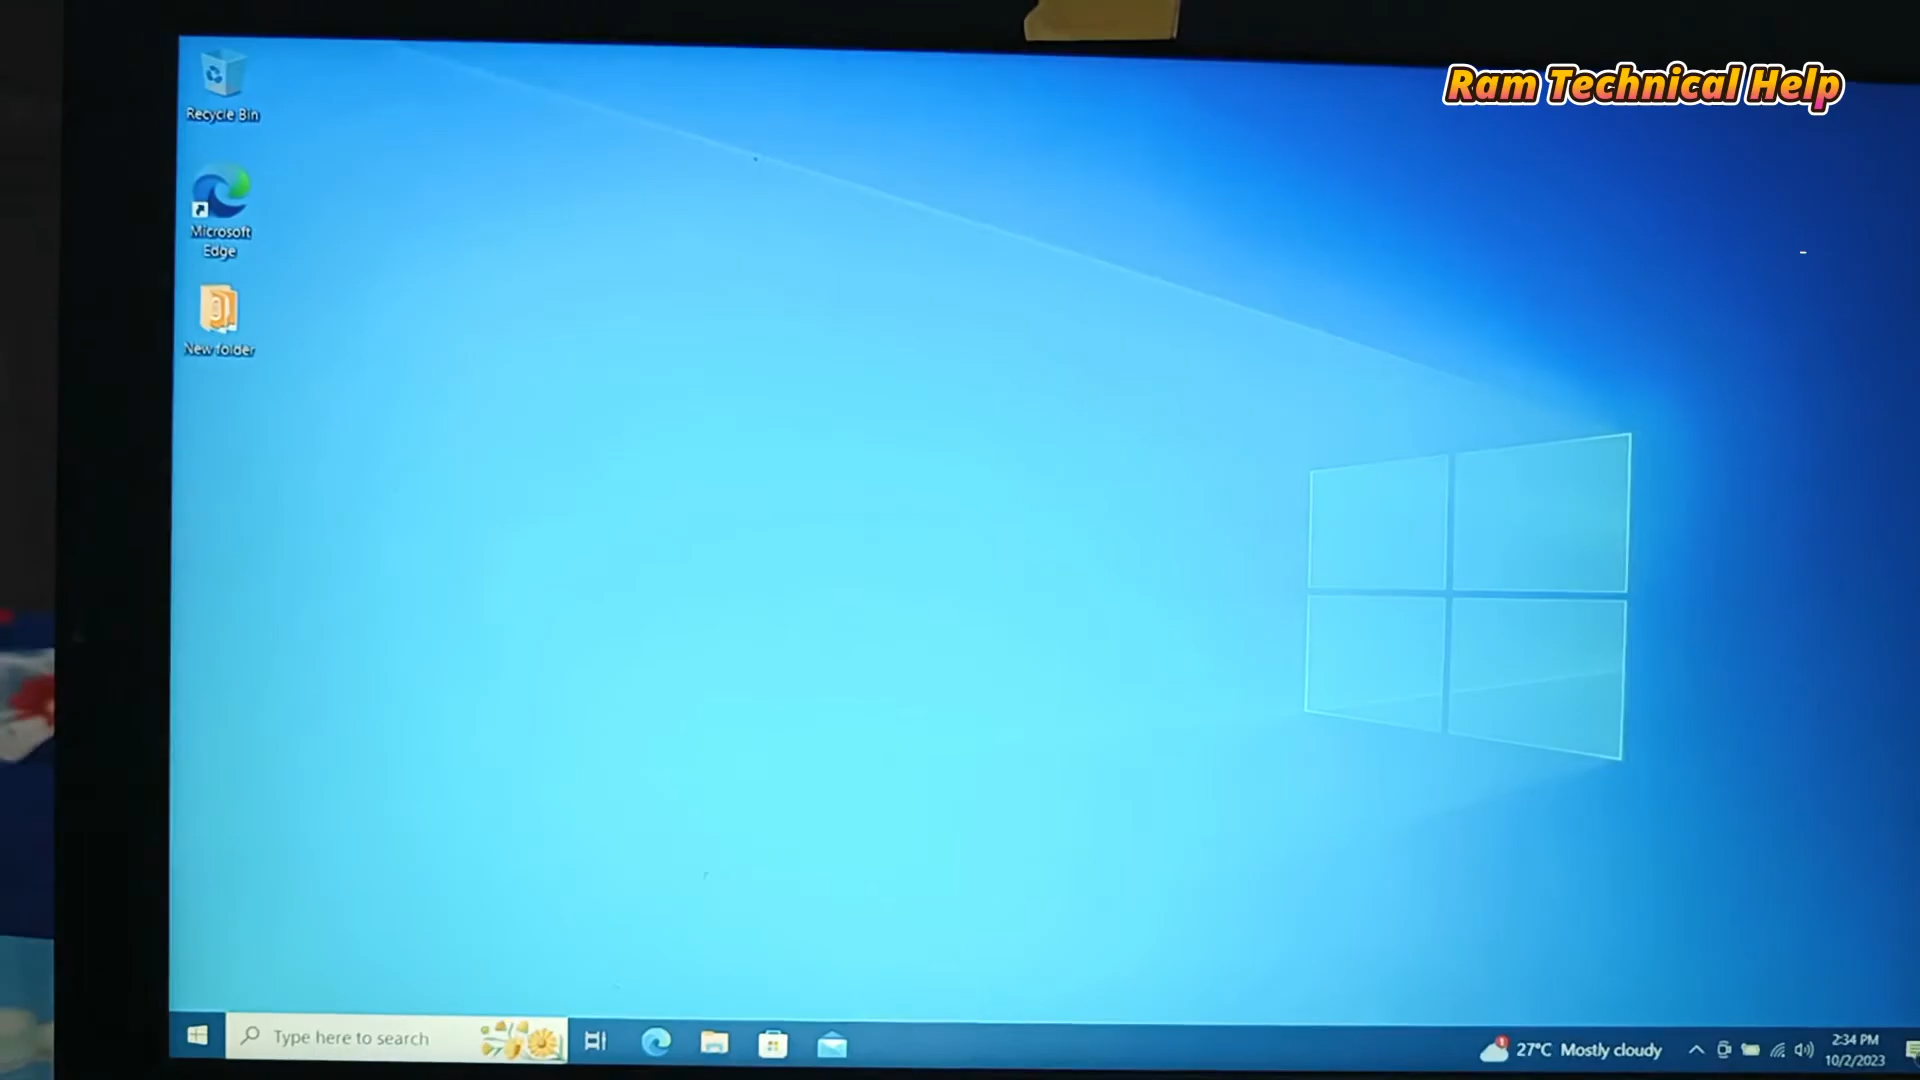 Ram Technical Help
Recycle Bin
Microsoft
Edge
New folder
Type here to search
27°C Mostly cloudy
2:34 PM
10/2/2023